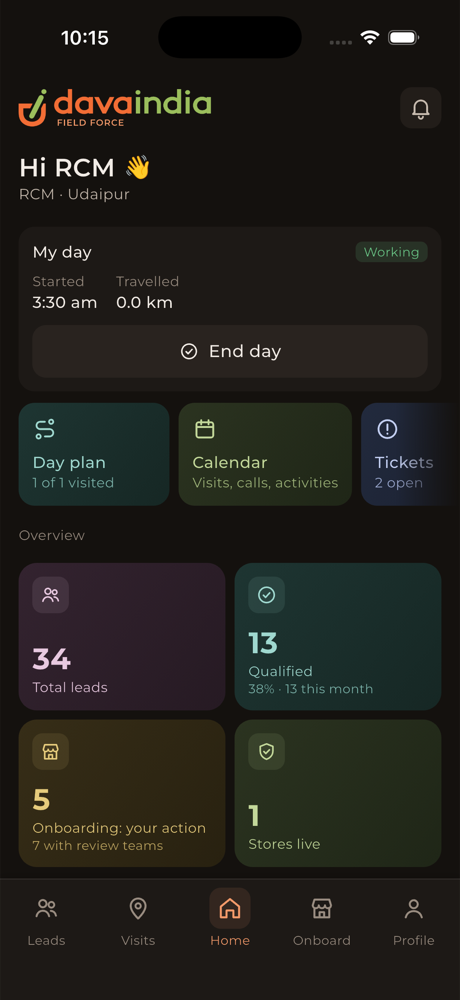 10:15
davaindia
FIELD FORCE
Hi RCM 👋
RCM · Udaipur
My day
Working
Started
Travelled
3:30 am
0.0 km
End day
Day plan
1 of 1 visited
Calendar
Visits, calls, activities
Tickets
2 open
Overview
34
Total leads
13
Qualified
38% · 13 this month
5
Onboarding: your action
7 with review teams
1
Stores live
Leads
Visits
Home
Onboard
Profile